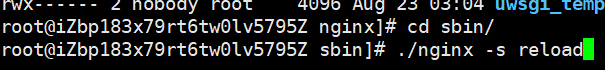 rwx------ 2 nobody root    4096 Aug 23 03:04 uwsgi_temp
root@iZbp183x79rt6tw0lv5795Z nginx]# cd sbin/
root@iZbp183x79rt6tw0lv5795Z sbin]# ./nginx -s reload